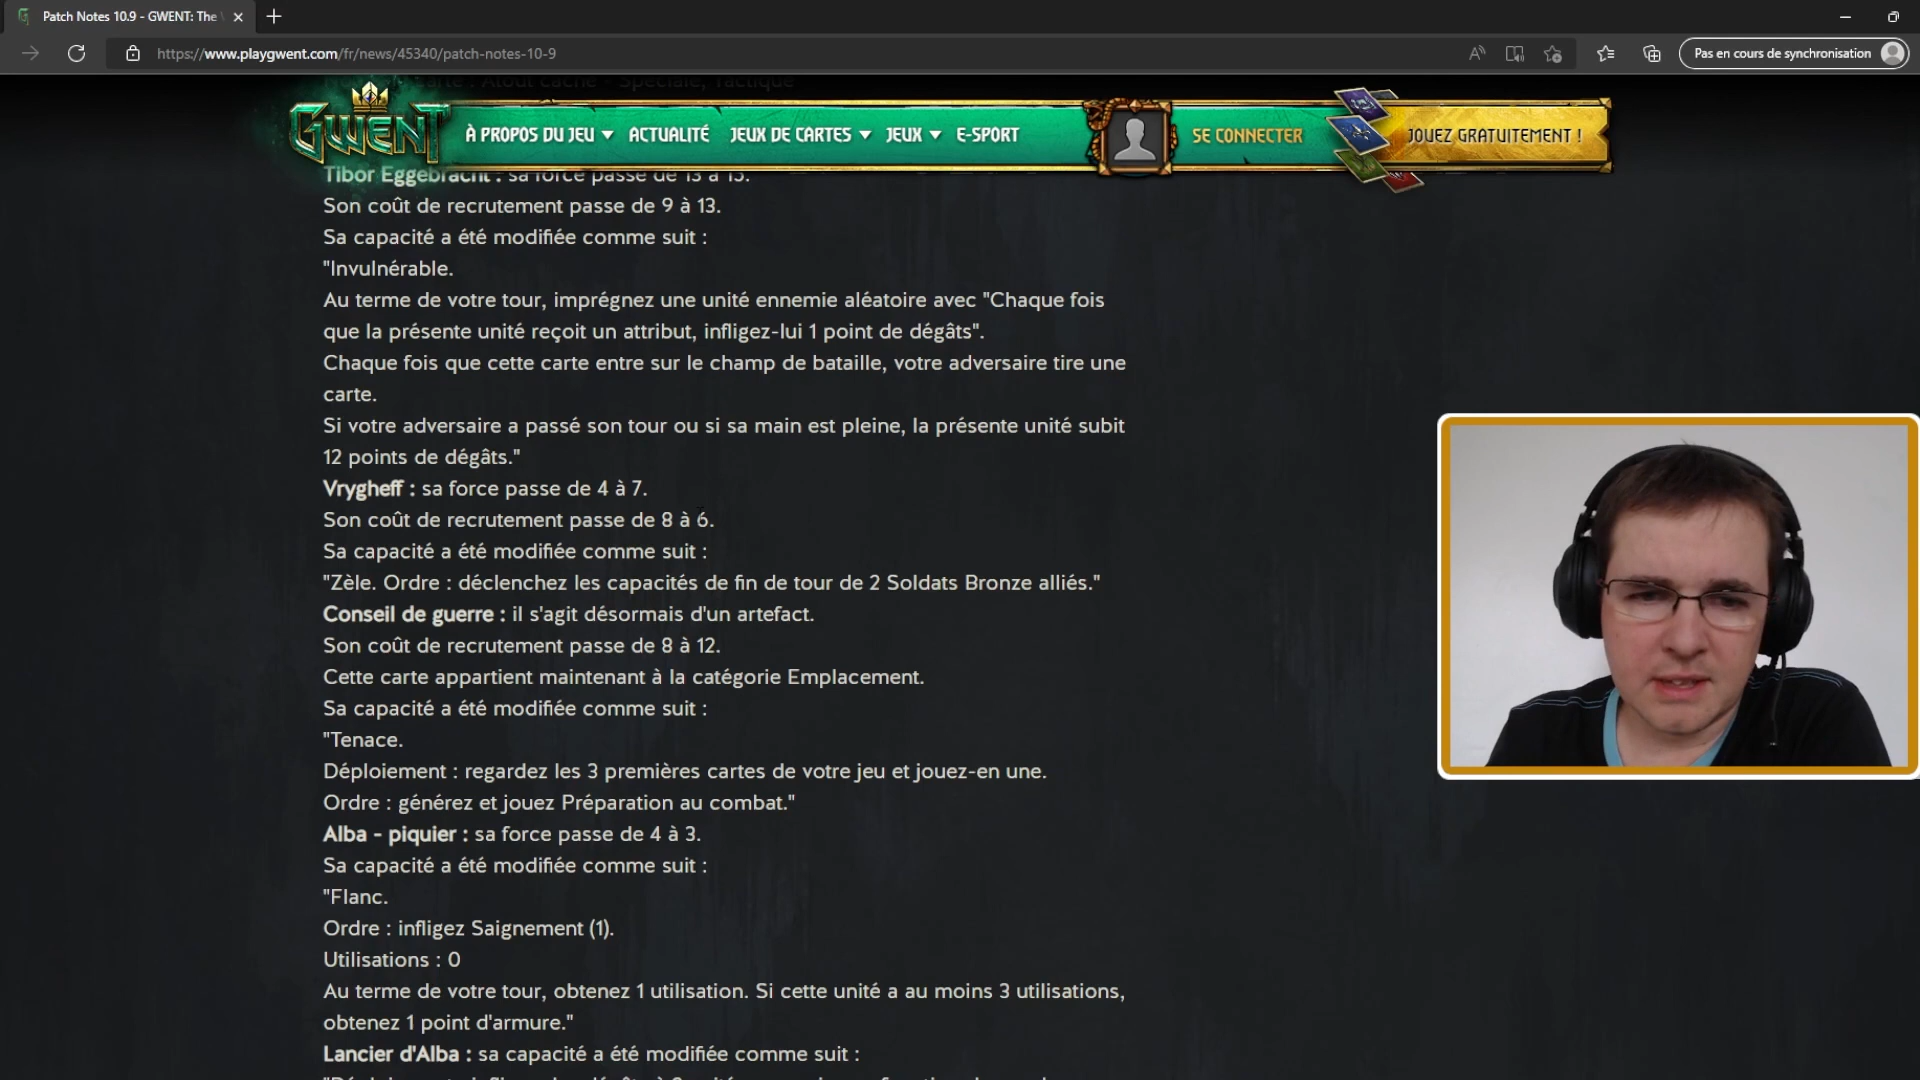 Patch Notes 10.9 - GWENT: The
https://www.playgwent.com/fr/news/45340/patch-notes-10-9
Pas en cours de synchronisation
GWENT
À PROPOS DU JEU
ACTUALITÉ
JEUX DE CARTES
JEUX
E-SPORT
SE CONNECTER
JOUEZ GRATUITEMENT !
Tibor Eggebracht : sa force passe de
Son coût de recrutement passe de 9 à 13.
Sa capacité a été modifiée comme suit :
"Invulnérable.
Au terme de votre tour, imprégnez une unité ennemie aléatoire avec "Chaque fois
que la présente unité reçoit un attribut, infligez-lui 1 point de dégâts".
Chaque fois que cette carte entre sur le champ de bataille, votre adversaire tire une
carte.
Si votre adversaire a passé son tour ou si sa main est pleine, la présente unité subit
12 points de dégâts."
Vrygheff : sa force passe de 4 à 7.
Son coût de recrutement passe de 8 à 6.
Sa capacité a été modifiée comme suit :
"Zèle. Ordre : déclenchez les capacités de fin de tour de 2 Soldats Bronze alliés."
Conseil de guerre : il s'agit désormais d'un artefact.
Son coût de recrutement passe de 8 à 12.
Cette carte appartient maintenant à la catégorie Emplacement.
Sa capacité a été modifiée comme suit :
"Tenace.
Déploiement : regardez les 3 premières cartes de votre jeu et jouez-en une.
Ordre : générez et jouez Préparation au combat."
Alba - piquier : sa force passe de 4 à 3.
Sa capacité a été modifiée comme suit :
"Flanc.
Ordre : infligez Saignement (1).
Utilisations : 0
Au terme de votre tour, obtenez 1 utilisation. Si cette unité a au moins 3 utilisations,
obtenez 1 point d'armure."
Lancier d'Alba : sa capacité a été modifiée comme suit :